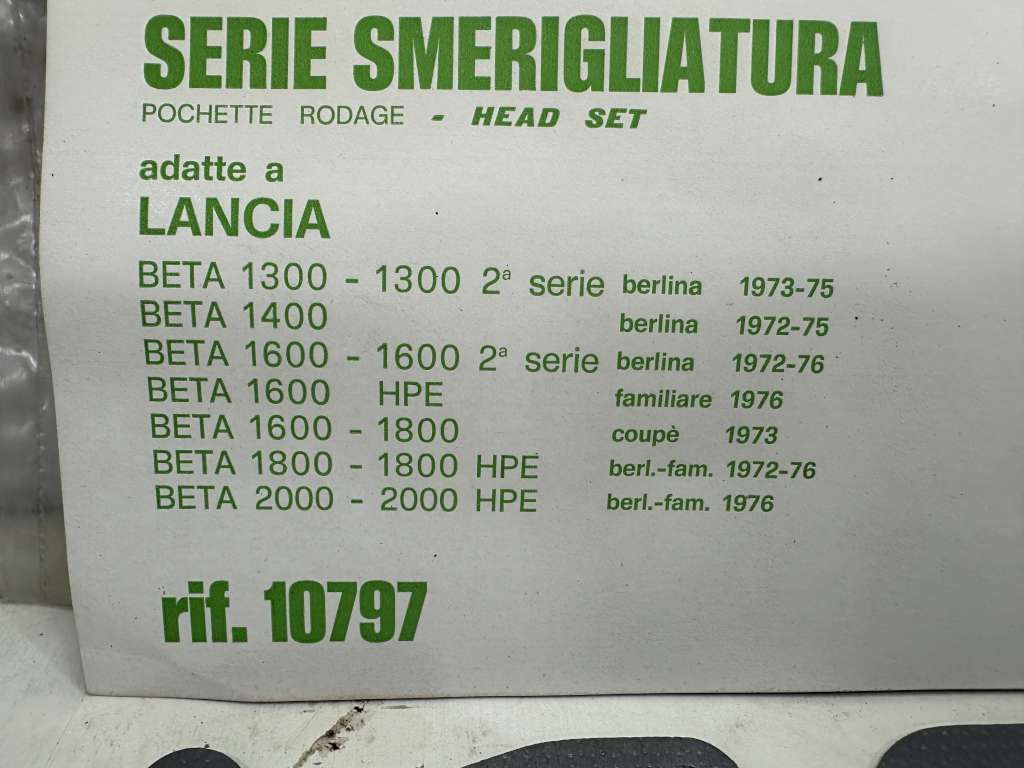 SERIE SMERIGLIATURA
POCHETTE RODAGE - HEAD SET
adatte a
LANCIA
BETA 1300 - 1300 2ª serie berlina 1973-75
BETA 1400 berlina 1972-75
BETA 1600 - 1600 2ª serie berlina 1972-76
BETA 1600 HPE familiare 1976
BETA 1600 - 1800 coupè 1973
BETA 1800 - 1800 HPE berl.-fam. 1972-76
BETA 2000 - 2000 HPE berl.-fam. 1976
rif. 10797